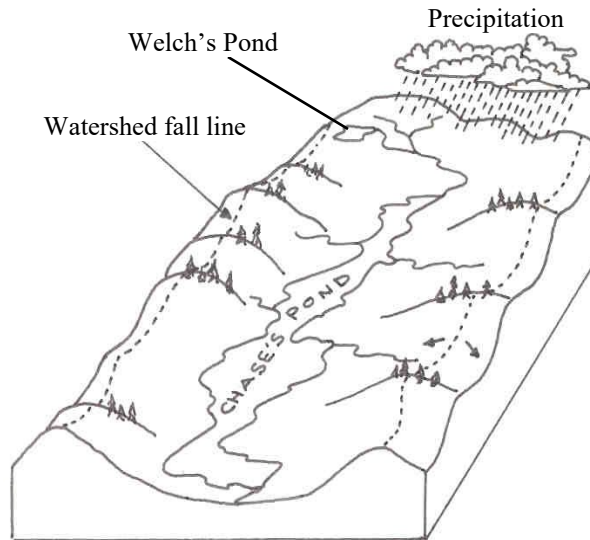 Precipitation
Welch’s Pond
Watershed fall line
CHASE'S POND